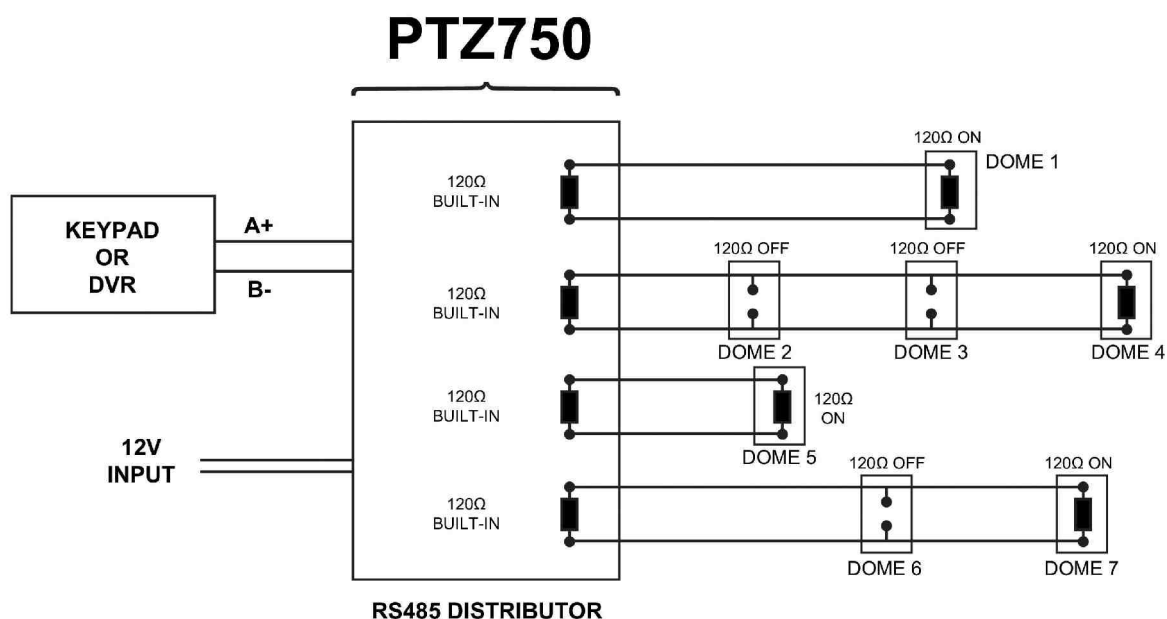 PTZ750
KEYPAD
OR
DVR
A+
B-
12V
INPUT
120Ω
BUILT-IN
120Ω
BUILT-IN
120Ω
BUILT-IN
120Ω
BUILT-IN
120Ω ON
DOME 1
120Ω OFF
120Ω OFF
120Ω ON
DOME 2
DOME 3
DOME 4
120Ω
ON
DOME 5
120Ω OFF
120Ω ON
DOME 6
DOME 7
RS485 DISTRIBUTOR